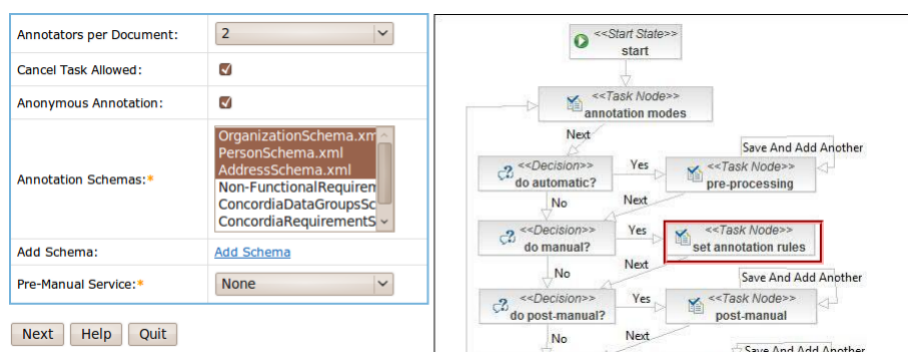 Annotators per Document:
2
Cancel Task Allowed:
Anonymous Annotation:
Annotation Schemas:*
OrganizationSchema.xm
PersonSchema.xml
AddressSchema.xml
Non-FunctionalRequirem
ConcordiaDataGroupsSc
ConcordiaRequirementS
Add Schema:
Add Schema
Pre-Manual Service:*
None
Next
Help
Quit
<<Start State>>
start
<<Task Node>>
annotation modes
Next
Save And Add Another
<<Decision>>
do automatic?
Yes
<<Task Node>>
pre-processing
No
Next
<<Decision>>
do manual?
Yes
<<Task Node>>
set annotation rules
No
Next
Save And Add Another
<<Decision>>
do post-manual?
Yes
<<Task Node>>
post-manual
No
Next
Save And Add Another